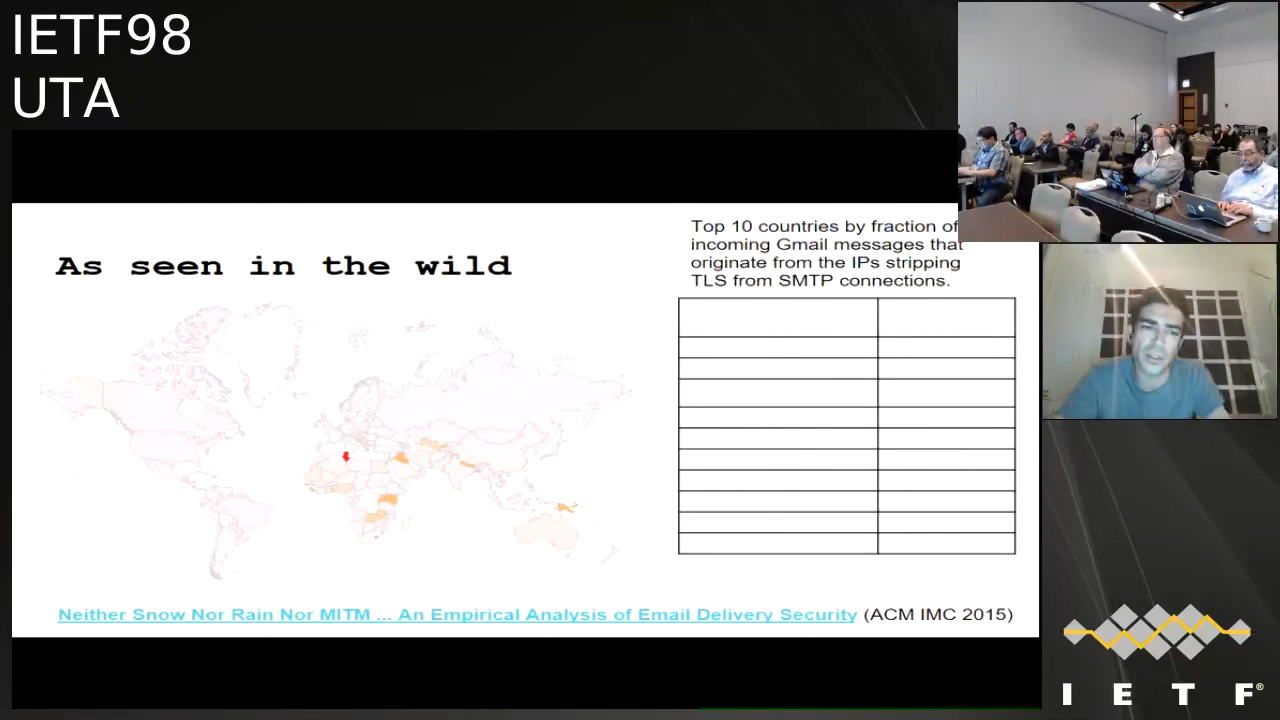 IETF98
UTA
Top 10 countries by fraction of
incoming Gmail messages that
originate from the IPs stripping
TLS from SMTP connections.
As seen in the wild
Neither Snow Nor Rain Nor MITM ... An Empirical Analysis of Email Delivery Security (ACM IMC 2015)
I E T F®